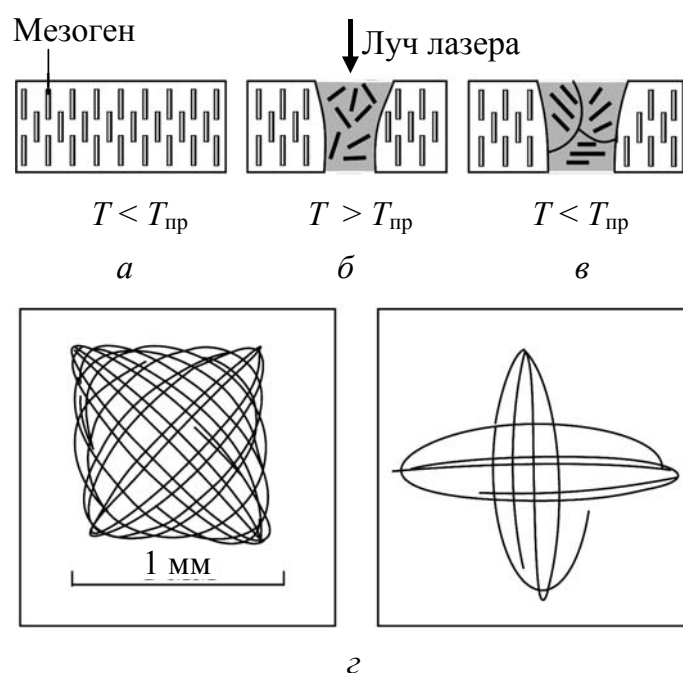 Мезоген
Луч лазера
T < Tпр
T > Tпр
T < Tпр
а
б
в
1 мм
г